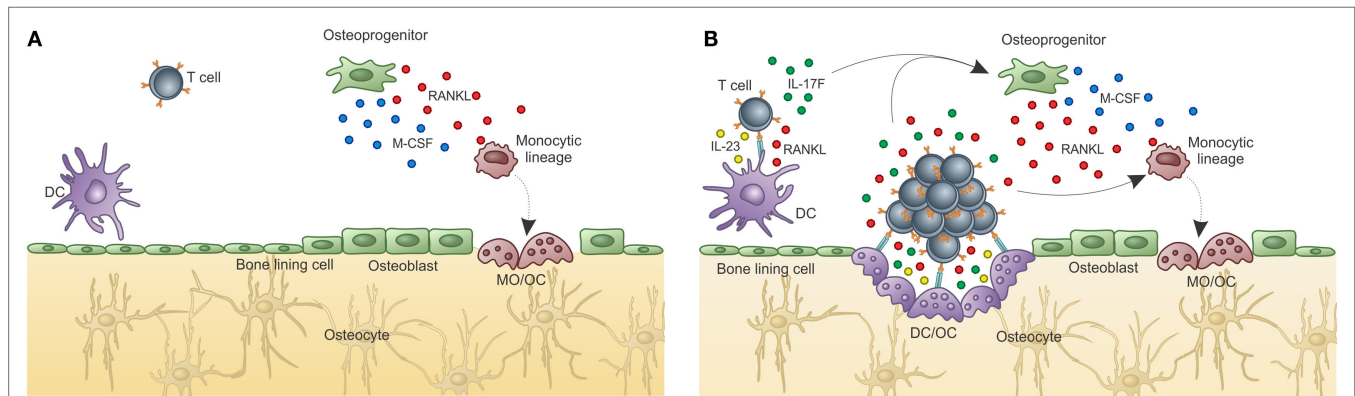 A
Osteoprogenitor
T cell
RANKL
M-CSF
Monocytic
lineage
DC
Bone lining cell
Osteoblast
MO/OC
Osteocyte
B
Osteoprogenitor
T cell
IL-17F
M-CSF
IL-23
RANKL
RANKL
Monocytic
lineage
DC
Bone lining cell
Osteoblast
MO/OC
DC/OC
Osteocyte